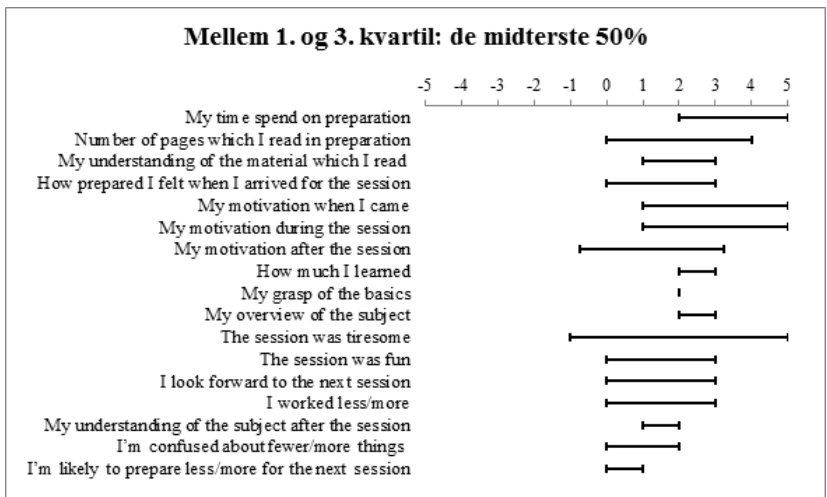 Mellem 1. og 3. kvartil: de midterste 50%
-5 -4 -3 -2 -1 0 1 2 3 4 5
My time spend on preparation
Number of pages which I read in preparation
My understanding of the material which I read
How prepared I felt when I arrived for the session
My motivation when I came
My motivation during the session
My motivation after the session
How much I learned
My grasp of the basics
My overview of the subject
The session was tiresome
The session was fun
I look forward to the next session
I worked less/more
My understanding of the subject after the session
I'm confused about fewer/more things
I'm likely to prepare less/more for the next session